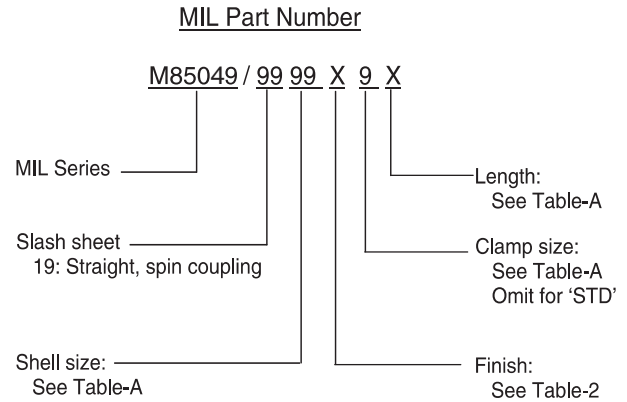 MIL Part Number
M85049 / 99 99 X 9 X
MIL Series
Slash sheet
19: Straight, spin coupling
Shell size:
See Table-A
Length:
See Table-A
Clamp size:
See Table-A
Omit for 'STD'
Finish:
See Table-2